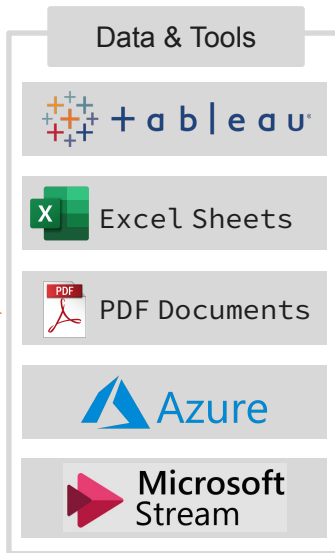 Data & Tools
+ a b l e a u
X Excel Sheets
PDF PDF Documents
Azure
Microsoft
Stream